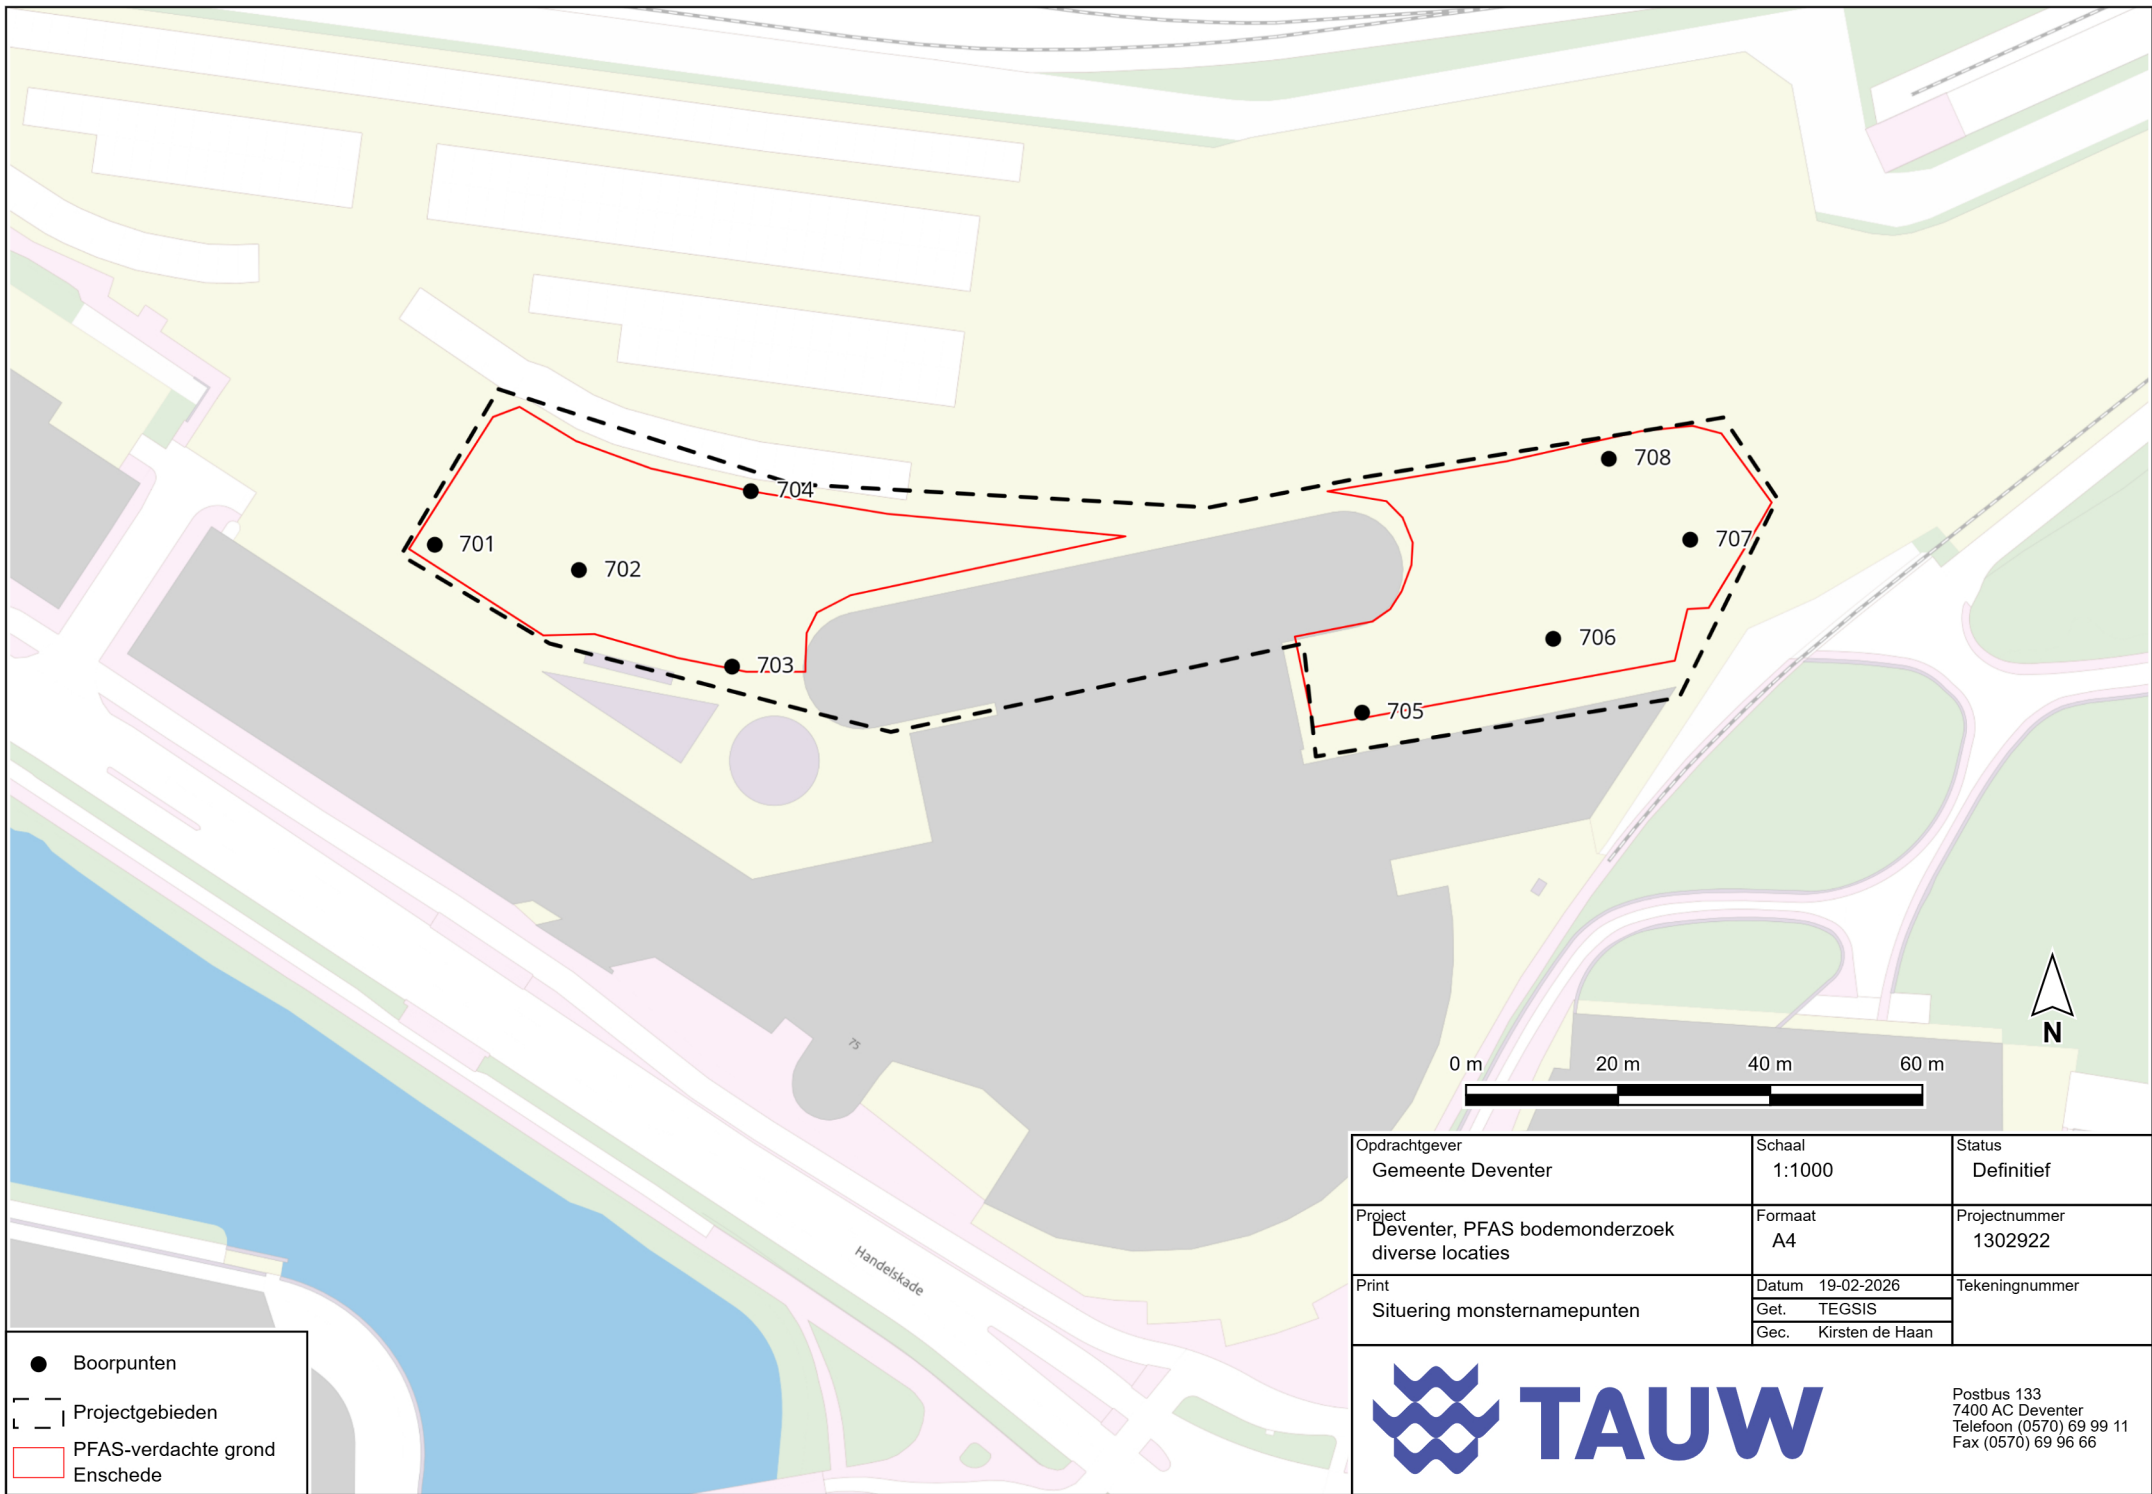 704
708
701
702
707
703
706
705
75
Handelskade
N
0 m 20 m 40 m 60 m
Opdrachtgever
Gemeente Deventer
Schaal
1:1000
Status
Definitief
Project
Deventer, PFAS bodemonderzoek
diverse locaties
Formaat
A4
Projectnummer
1302922
Print
Situering monsternamepunten
Datum 19-02-2026
Get. TEGSIS
Gec. Kirsten de Haan
Tekeningnummer
TAUW
Postbus 133
7400 AC Deventer
Telefoon (0570) 69 99 11
Fax (0570) 69 96 66
Boorpunten
Projectgebieden
PFAS-verdachte grond
Enschede